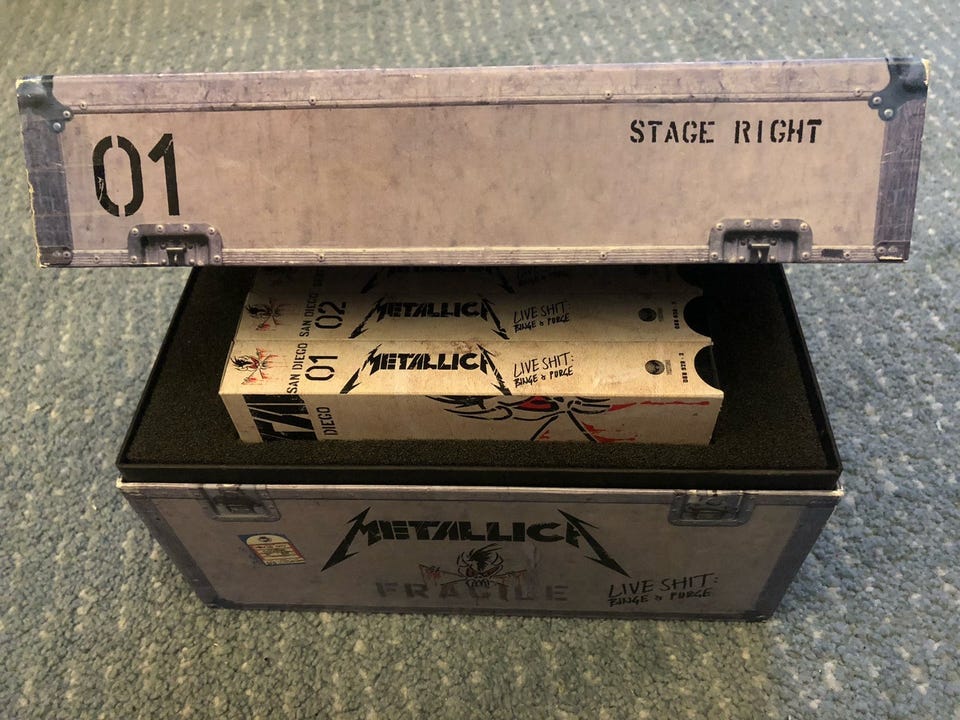 01
STAGE RIGHT
SAN DIEGO
02
METALLICA
LIVE SHIT:
BINGE & PURGE
SAN DIEGO
01
METALLICA
LIVE SHIT:
BINGE & PURGE
DIEGO
METALLICA
FRAGILE
LIVE SHIT:
BINGE & PURGE